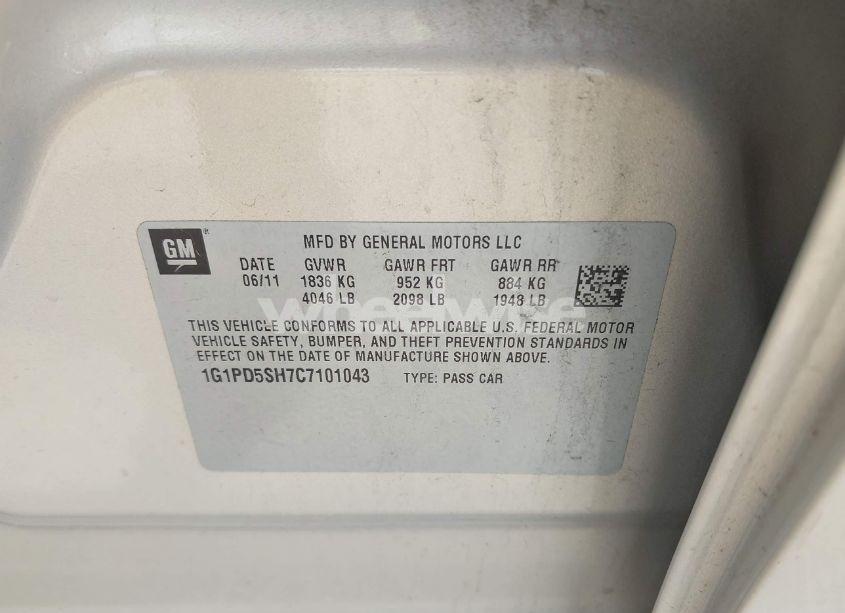 GM ® MFD BY GENERAL MOTORS LLC
DATE GVWR GAWR FRT GAWR RR
06/11 1836 KG 952 KG 884 KG
4046 LB 2098 LB 1948 LB
wheelwee
THIS VEHICLE CONFORMS TO ALL APPLICABLE U.S. FEDERAL MOTOR
VEHICLE SAFETY, BUMPER, AND THEFT PREVENTION STANDARDS IN
EFFECT ON THE DATE OF MANUFACTURE SHOWN ABOVE.
1G1PD5SH7C7101043 TYPE: PASS CAR